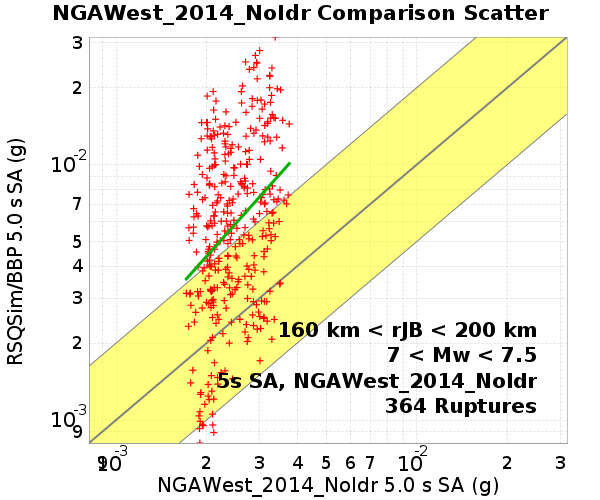 NGAWest_2014_NoIdr Comparison Scatter
RSQSim/BBP 5.0 s SA (g)
3
2
10-2
7
5
4
3
2
10-3
9
160 km < rJB < 200 km
7 < Mw < 7.5
5s SA, NGAWest_2014_NoIdr
364 Ruptures
9 10-3 2 3 4 5 6 7 10-2 2 3
NGAWest_2014_NoIdr 5.0 s SA (g)